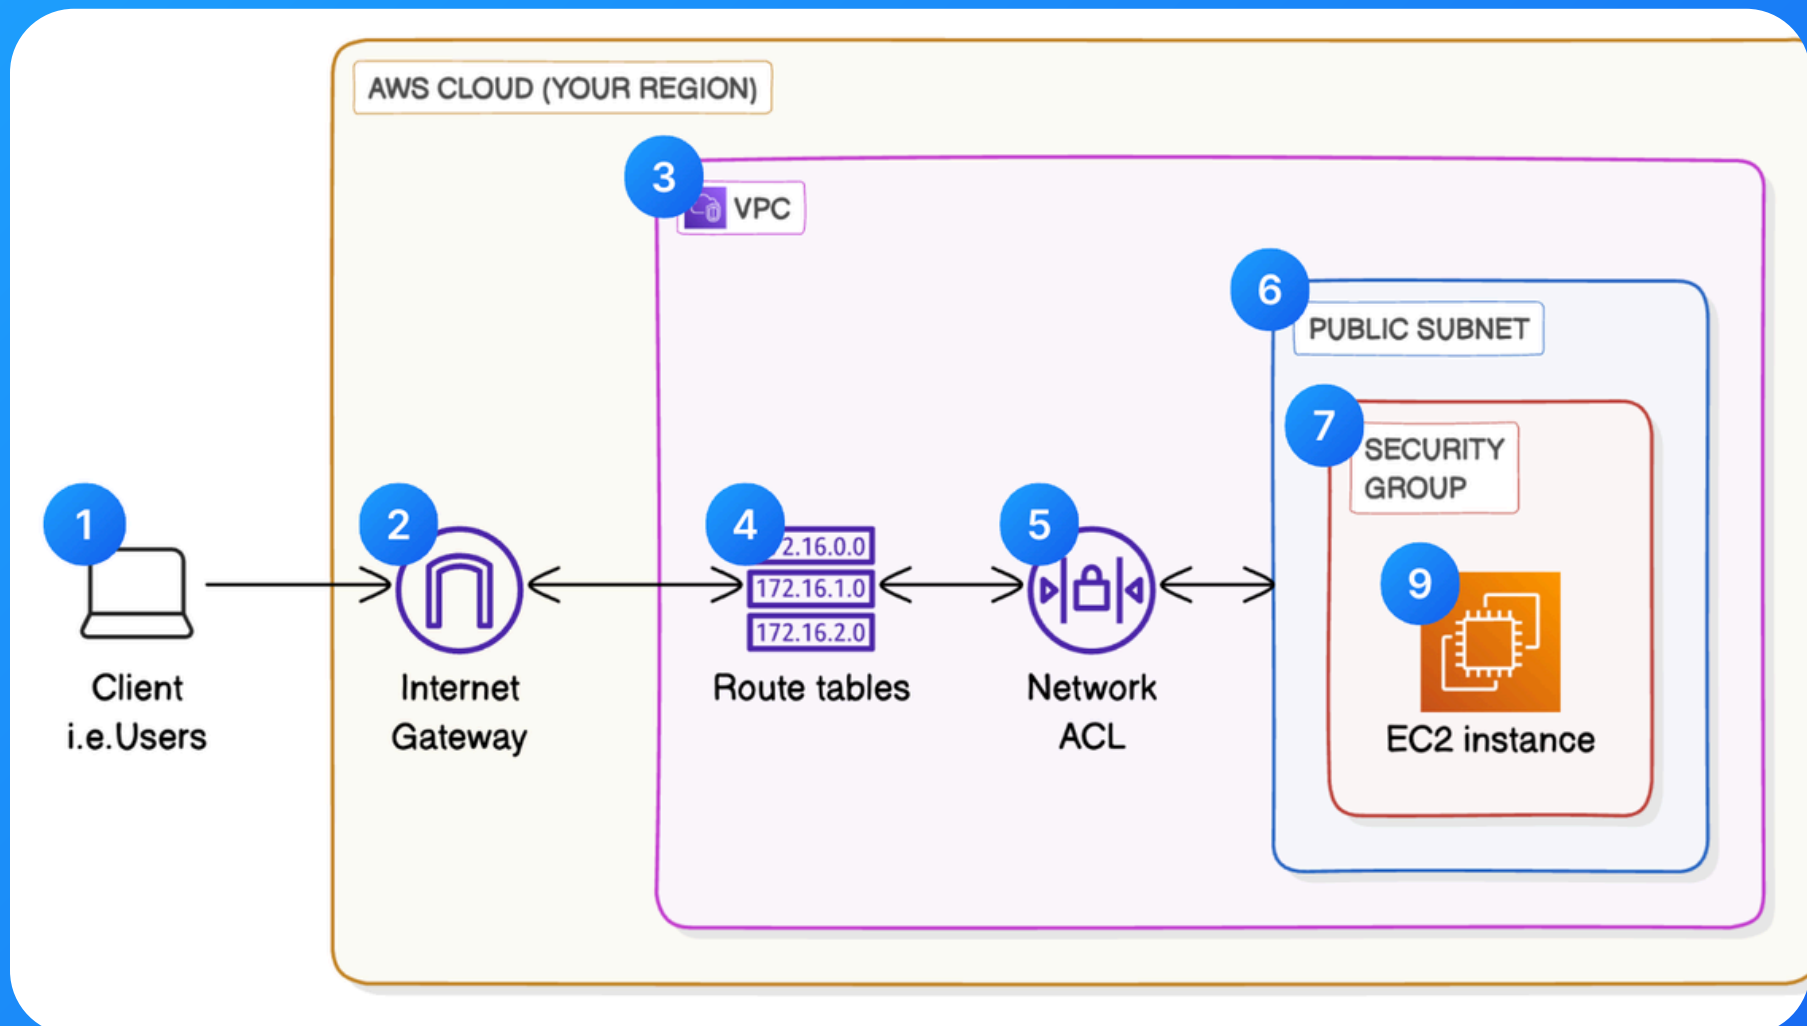 AWS CLOUD (YOUR REGION)
3
VPC
6
PUBLIC SUBNET
7
SECURITY
GROUP
1
Client
i.e.Users
2
Internet
Gateway
4
2.16.0.0
172.16.1.0
172.16.2.0
Route tables
5
Network
ACL
9
EC2 instance